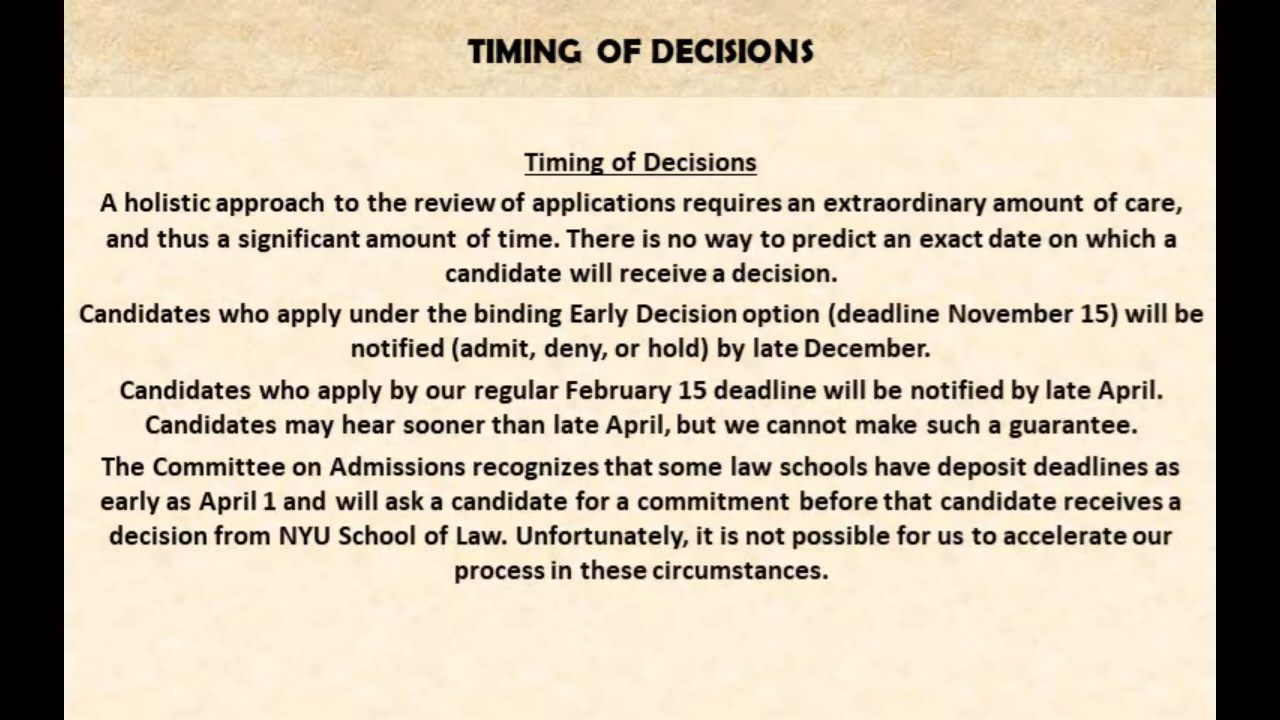 TIMING OF DECISIONS
Timing of Decisions
A holistic approach to the review of applications requires an extraordinary amount of care,
and thus a significant amount of time. There is no way to predict an exact date on which a
candidate will receive a decision.
Candidates who apply under the binding Early Decision option (deadline November 15) will be
notified (admit, deny, or hold) by late December.
Candidates who apply by our regular February 15 deadline will be notified by late April.
Candidates may hear sooner than late April, but we cannot make such a guarantee.
The Committee on Admissions recognizes that some law schools have deposit deadlines as
early as April 1 and will ask a candidate for a commitment before that candidate receives a
decision from NYU School of Law. Unfortunately, it is not possible for us to accelerate our
process in these circumstances.